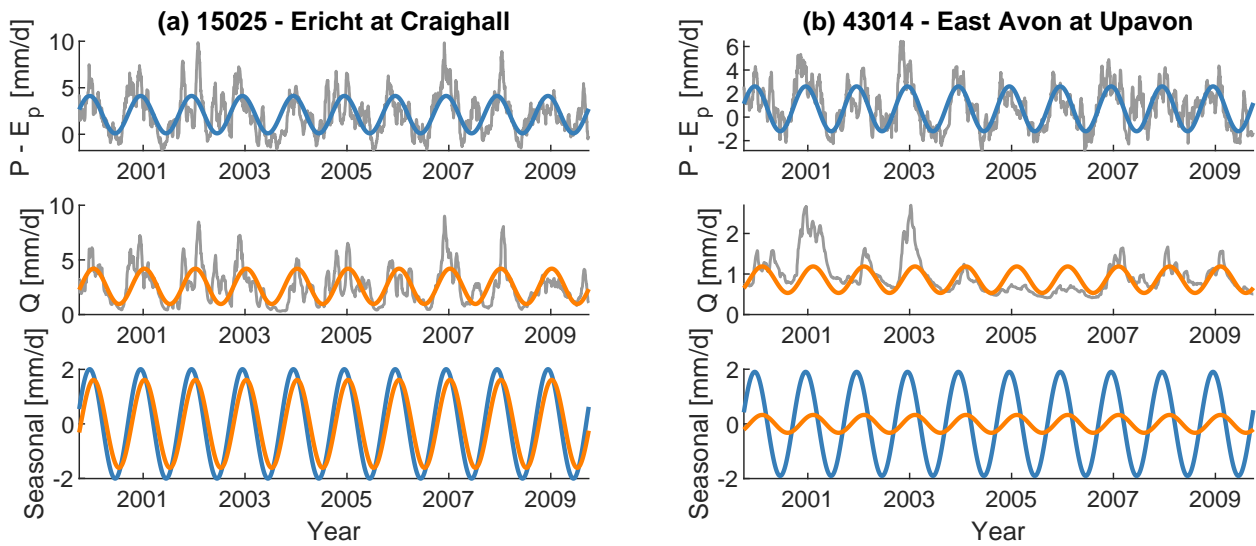 (a) 15025 - Ericht at Craighall
P - E_p [mm/d]
10
5
0
2001 2003 2005 2007 2009
Q [mm/d]
10
5
0
2001 2003 2005 2007 2009
Seasonal [mm/d]
2
0
-2
2001 2003 2005 2007 2009
Year
(b) 43014 - East Avon at Upavon
P - E_p [mm/d]
6
4
2
0
-2
2001 2003 2005 2007 2009
Q [mm/d]
2
1
0
2001 2003 2005 2007 2009
Seasonal [mm/d]
2
0
-2
2001 2003 2005 2007 2009
Year